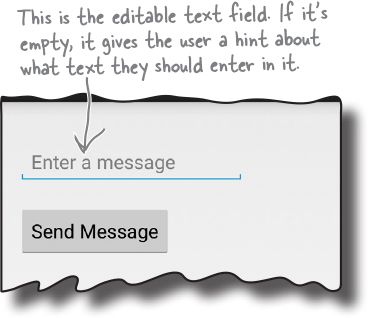 This is the editable text field. If it's
empty, it gives the user a hint about
what text they should enter in it.
Enter a message
Send Message